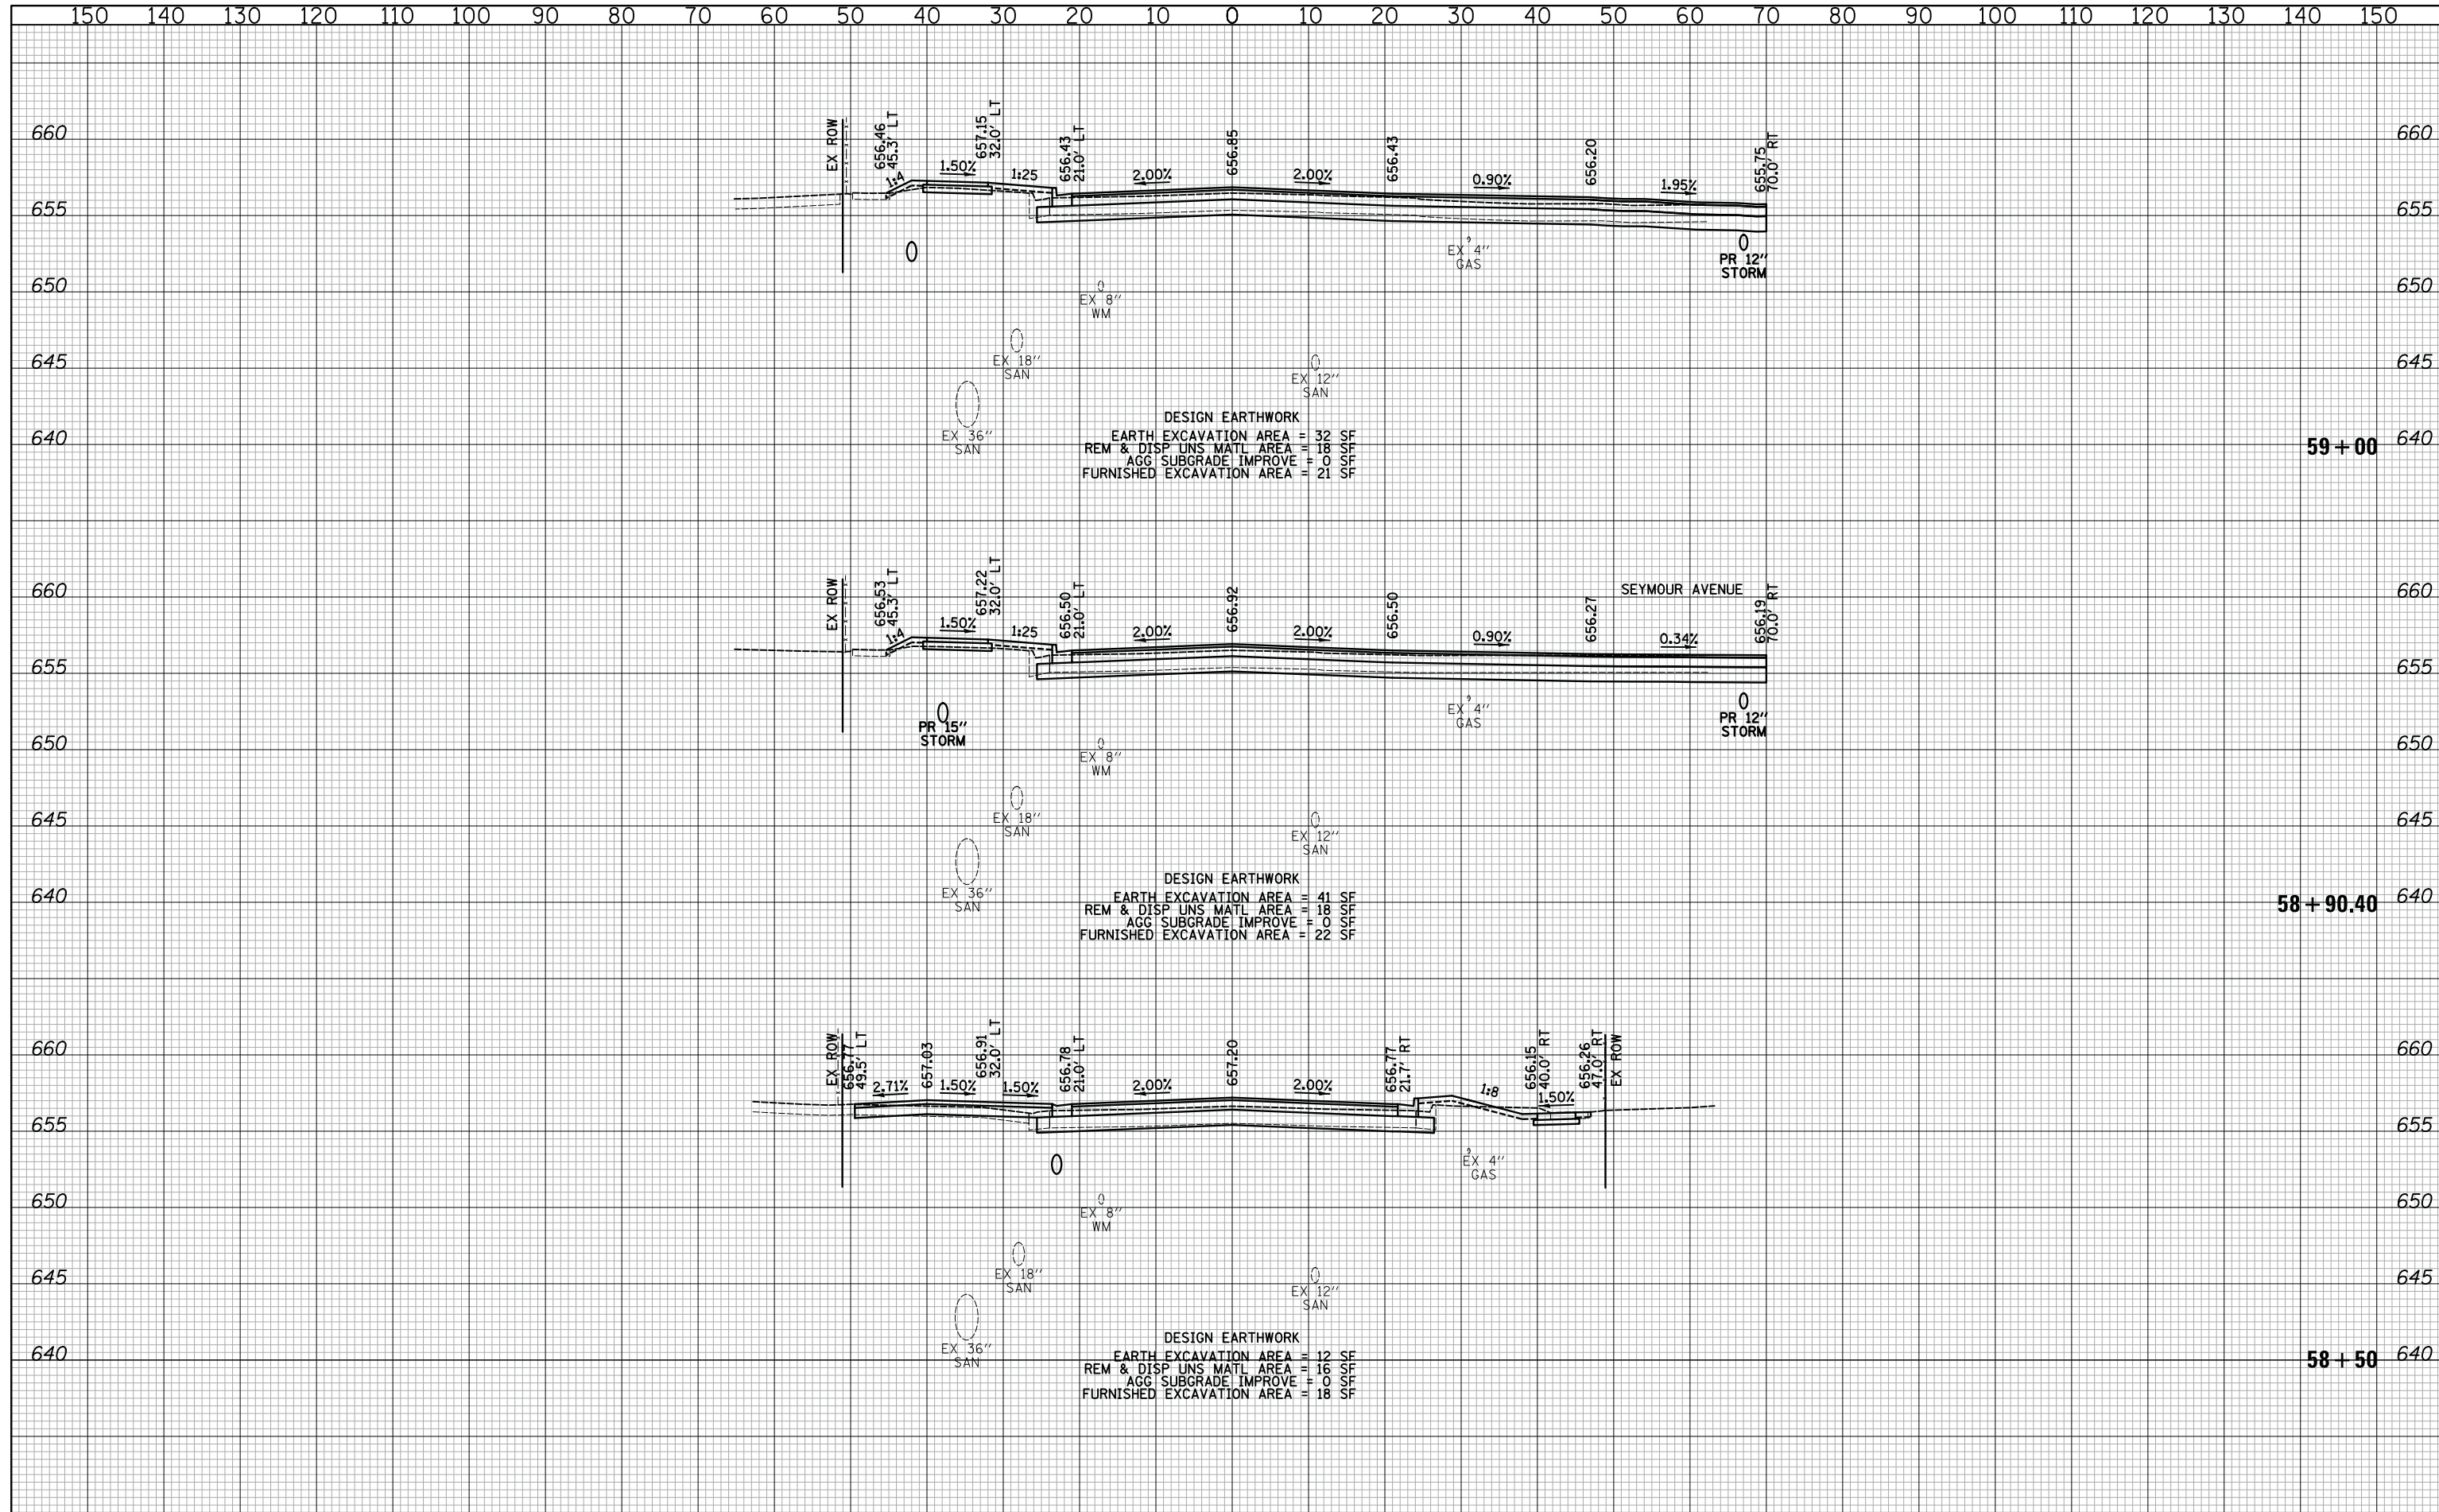 150 140 130 120 110 100 90 80 70 60 50 40 30 20 10 0 10 20 30 40 50 60 70 80 90 100 110 120 130 140 150
660
660
EX ROW
656.46
45.3' LT
657.15
32.0' LT
656.43
21.0' LT
656.85
656.43
656.20
655.75
70.0' RT
1:4
1.50%
1:25
2.00%
2.00%
0.90%
1.95%
655
655
EX 4"
GAS
PR 12"
STORM
650
650
EX 8"
WM
645
645
EX 18"
SAN
EX 12"
SAN
EX 36"
SAN
DESIGN EARTHWORK
EARTH EXCAVATION AREA = 32 SF
REM & DISP UNS MATL AREA = 18 SF
AGG SUBGRADE IMPROVE = 0 SF
FURNISHED EXCAVATION AREA = 21 SF
640
59+00
640
660
660
EX ROW
656.53
45.3' LT
657.22
32.0' LT
656.50
21.0' LT
656.92
656.50
656.27
SEYMOUR AVENUE
656.19
70.0' RT
1:4
1.50%
1:25
2.00%
2.00%
0.90%
0.34%
655
655
PR 15"
STORM
EX 4"
GAS
PR 12"
STORM
650
650
EX 8"
WM
645
645
EX 18"
SAN
EX 12"
SAN
EX 36"
SAN
DESIGN EARTHWORK
EARTH EXCAVATION AREA = 41 SF
REM & DISP UNS MATL AREA = 18 SF
AGG SUBGRADE IMPROVE = 0 SF
FURNISHED EXCAVATION AREA = 22 SF
640
58+90.40
640
660
660
EX ROW
656.77
49.5' LT
657.03
656.91
32.0' LT
656.78
21.0' LT
657.20
656.77
21.7' RT
656.15
40.0' RT
656.26
47.0' RT
EX ROW
2.71%
1.50%
1.50%
2.00%
2.00%
1:8
1.50%
655
655
EX 4"
GAS
650
650
EX 8"
WM
645
645
EX 18"
SAN
EX 12"
SAN
EX 36"
SAN
DESIGN EARTHWORK
EARTH EXCAVATION AREA = 12 SF
REM & DISP UNS MATL AREA = 16 SF
AGG SUBGRADE IMPROVE = 0 SF
FURNISHED EXCAVATION AREA = 18 SF
640
58+50
640